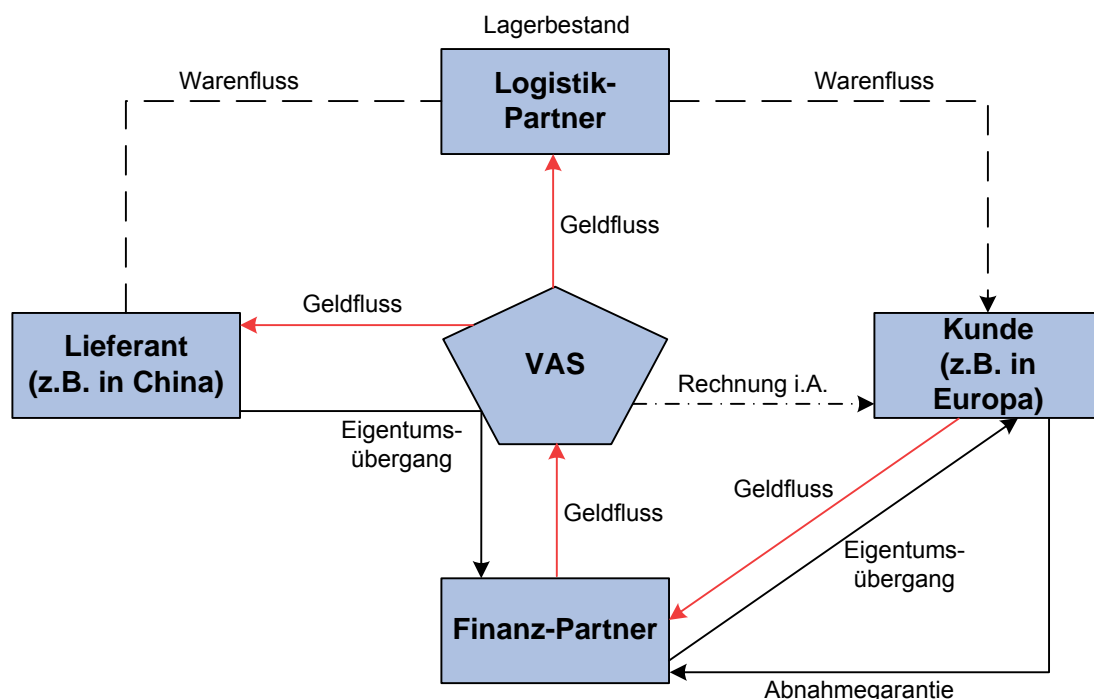 Lagerbestand
Warenfluss
Logistik-
Partner
Warenfluss
Geldfluss
Geldfluss
Lieferant
(z.B. in China)
VAS
Kunde
(z.B. in
Europa)
Rechnung i.A.
Eigentums-
übergang
Geldfluss
Geldfluss
Eigentums-
übergang
Finanz-Partner
Abnahmegarantie